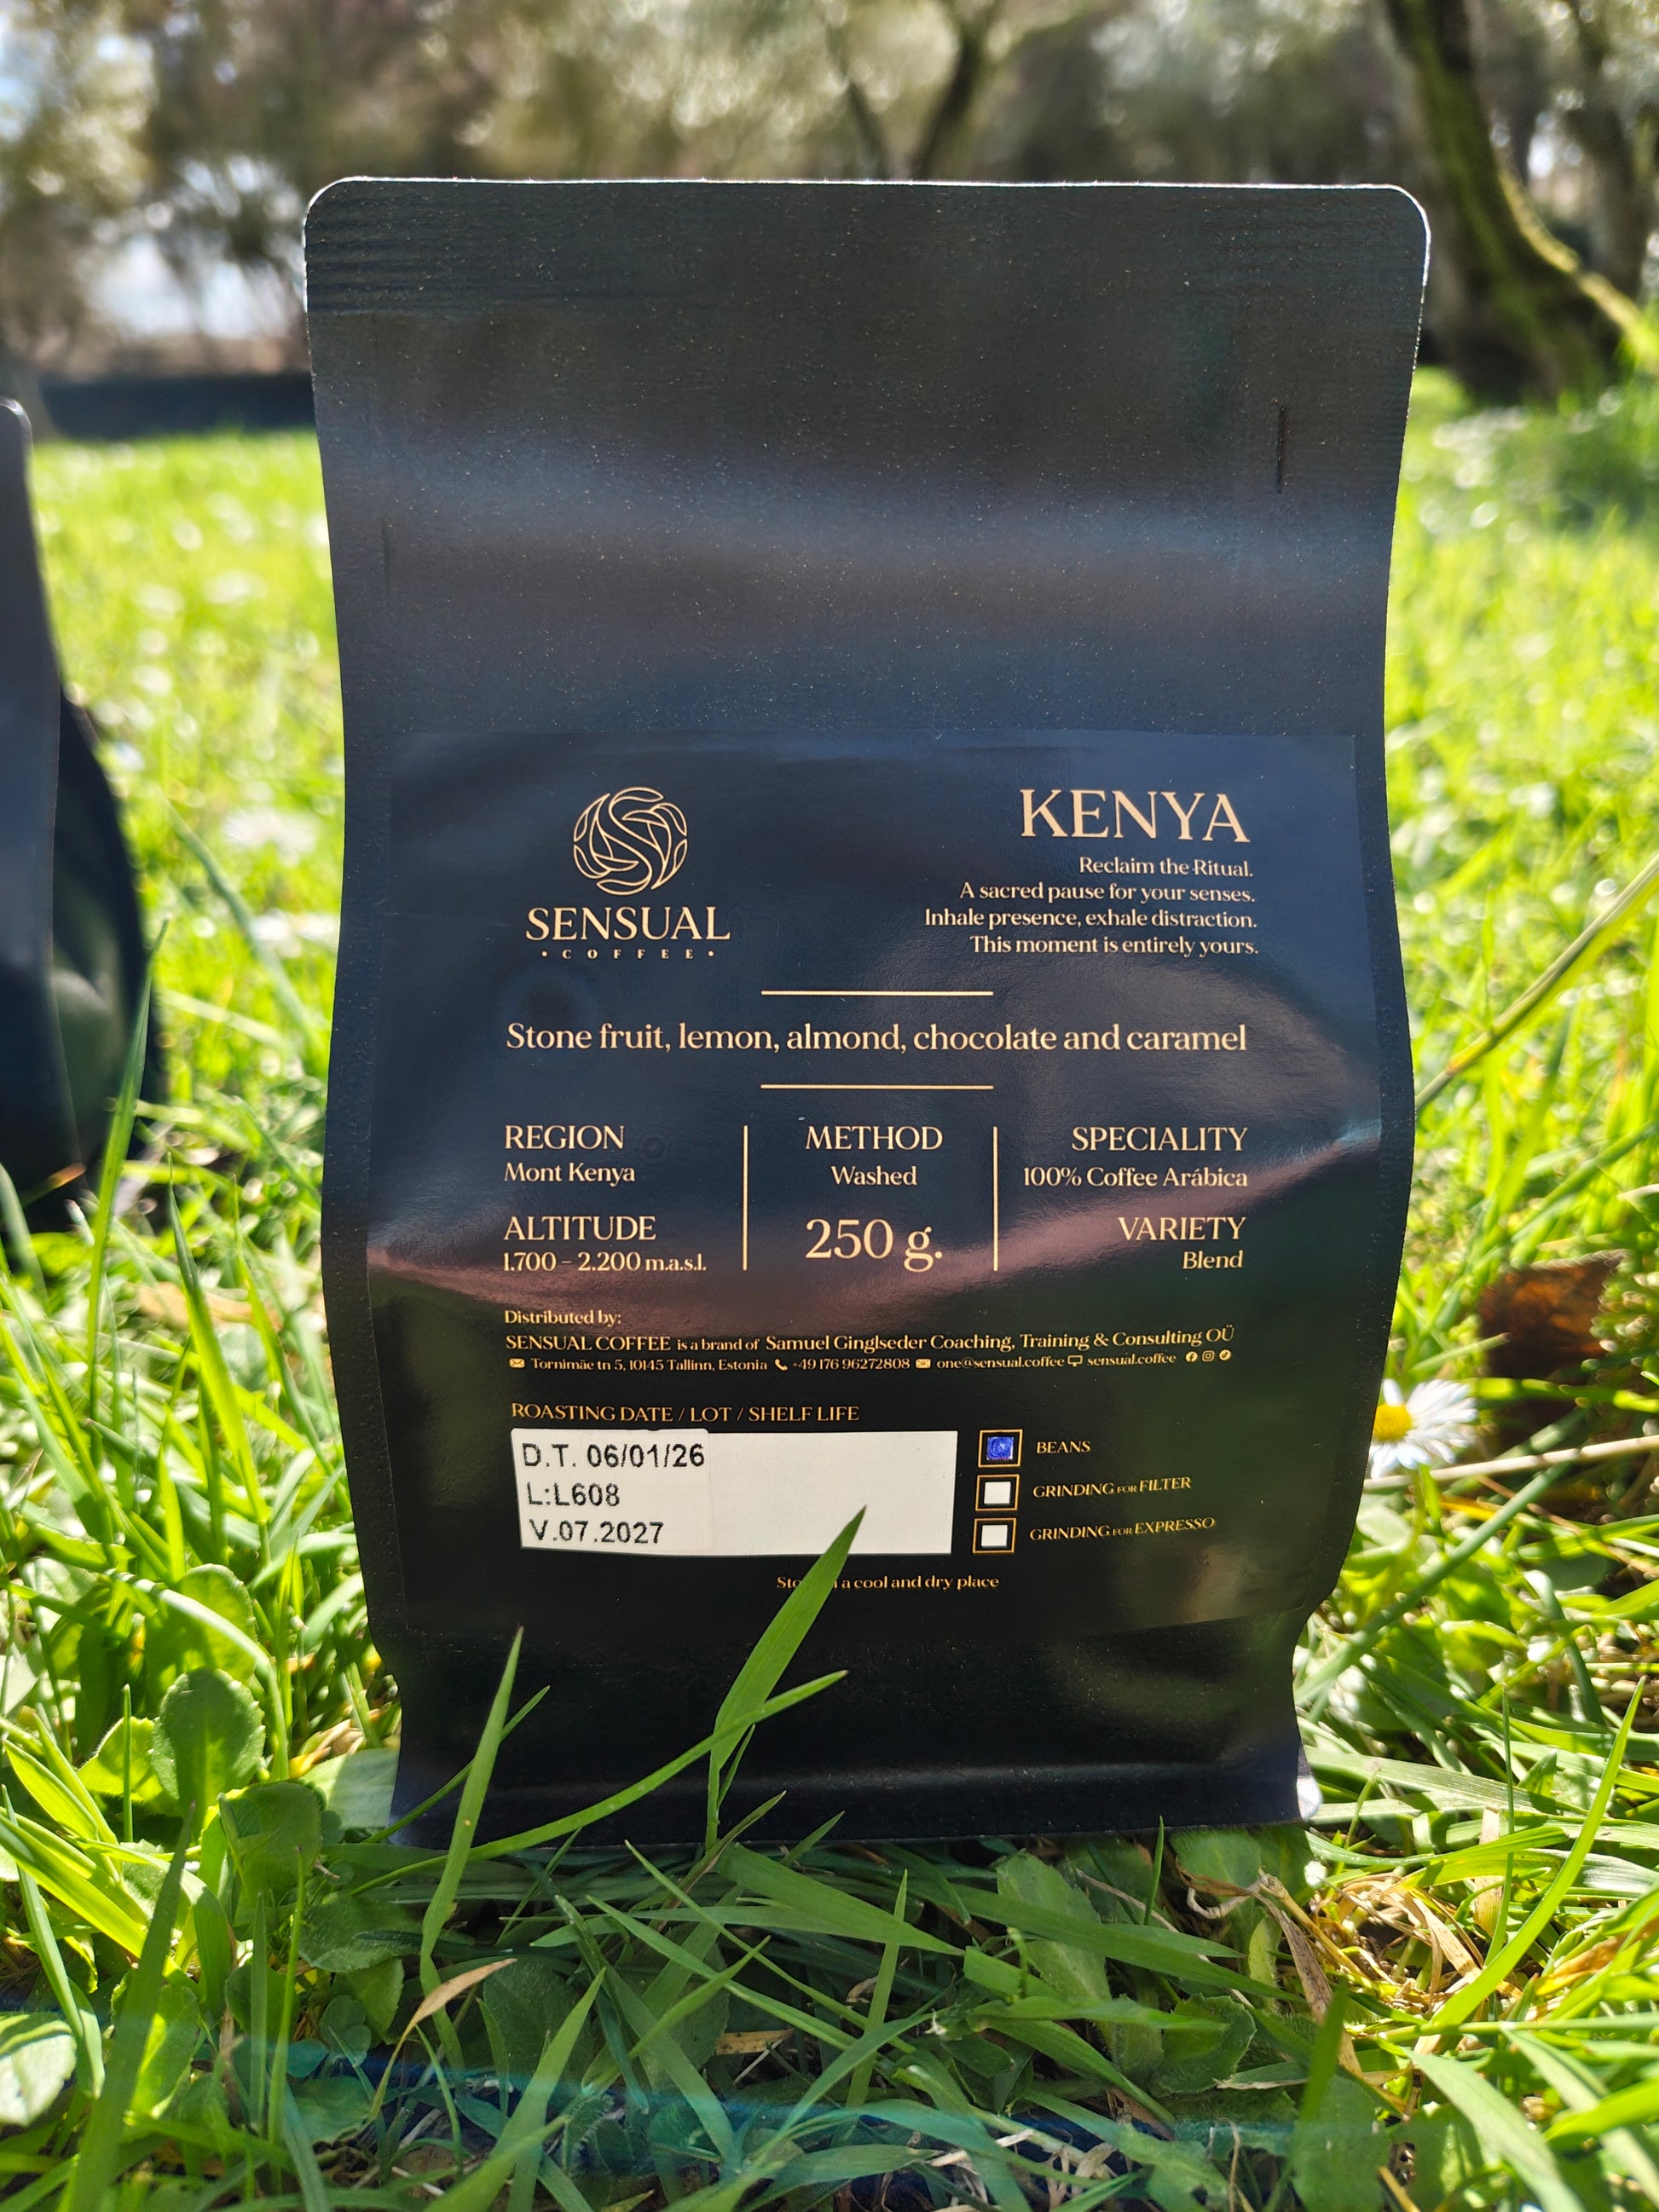 SENSUAL
• COFFEE •
KENYA
Reclaim the Ritual.
A sacred pause for your senses.
Inhale presence, exhale distraction.
This moment is entirely yours.
Stone fruit, lemon, almond, chocolate and caramel
REGION
Mont Kenya
ALTITUDE
1.700 – 2.200 m.a.s.l.
METHOD
Washed
250 g.
SPECIALITY
100% Coffee Arábica
VARIETY
Blend
Distributed by:
SENSUAL COFFEE is a brand of Samuel Ginglseder Coaching, Training & Consulting OÜ
Tornimäe tn 5, 10145 Tallinn, Estonia +49 176 96272808 one@sensual.coffee sensual.coffee
ROASTING DATE / LOT / SHELF LIFE
D.T. 06/01/26
L:L608
V.07.2027
BEANS
GRINDING FOR FILTER
GRINDING FOR EXPRESSO
a cool and dry place